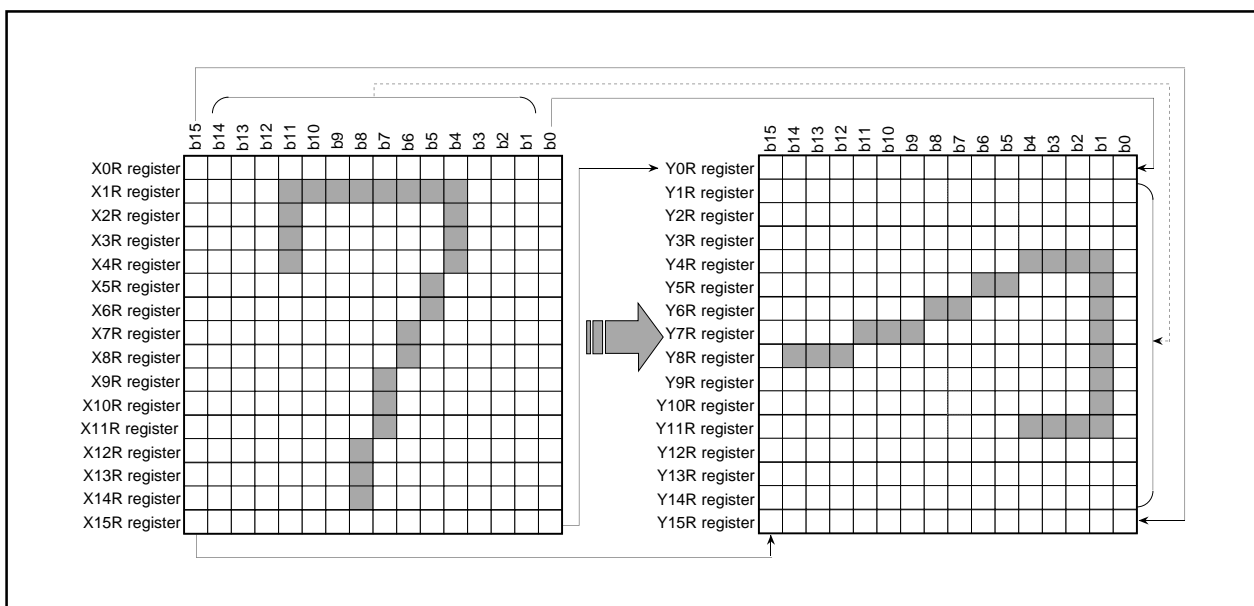 b15 b14 b13 b12 b11 b10 b9 b8 b7 b6 b5 b4 b3 b2 b1 b0
X0R register
X1R register
X2R register
X3R register
X4R register
X5R register
X6R register
X7R register
X8R register
X9R register
X10R register
X11R register
X12R register
X13R register
X14R register
X15R register
b15 b14 b13 b12 b11 b10 b9 b8 b7 b6 b5 b4 b3 b2 b1 b0
Y0R register
Y1R register
Y2R register
Y3R register
Y4R register
Y5R register
Y6R register
Y7R register
Y8R register
Y9R register
Y10R register
Y11R register
Y12R register
Y13R register
Y14R register
Y15R register